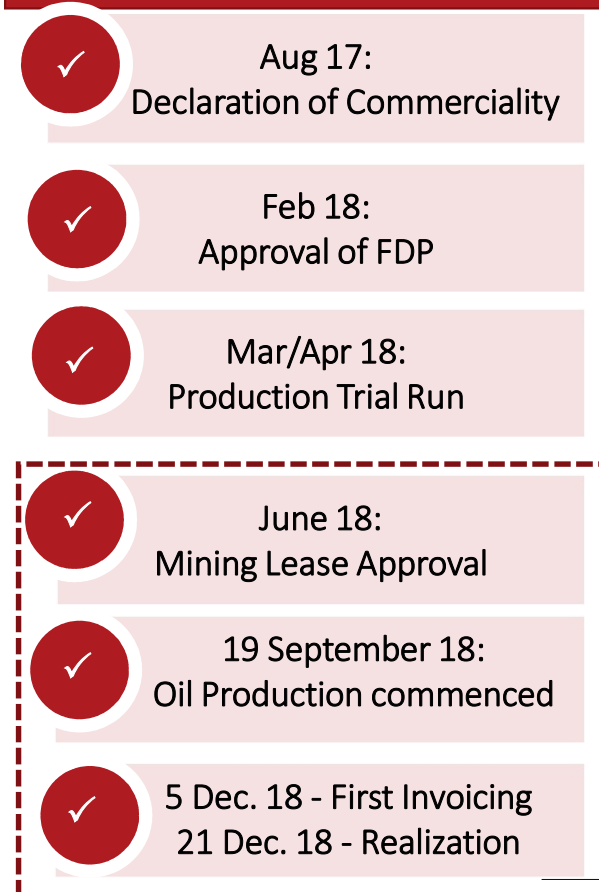 Aug 17:
Declaration of Commerciality
Feb 18:
Approval of FDP
Mar/Apr 18:
Production Trial Run
June 18:
Mining Lease Approval
19 September 18:
Oil Production commenced
5 Dec. 18 - First Invoicing
21 Dec. 18 - Realization